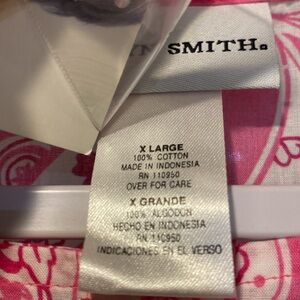 SMITH.
X LARGE
100% COTTON
MADE IN INDONESIA
RN 110950
OVER FOR CARE
X GRANDE
100% ALGODON
HECHO EN INDONESIA
RN 110950
INDICACIONES EN EL VERSO